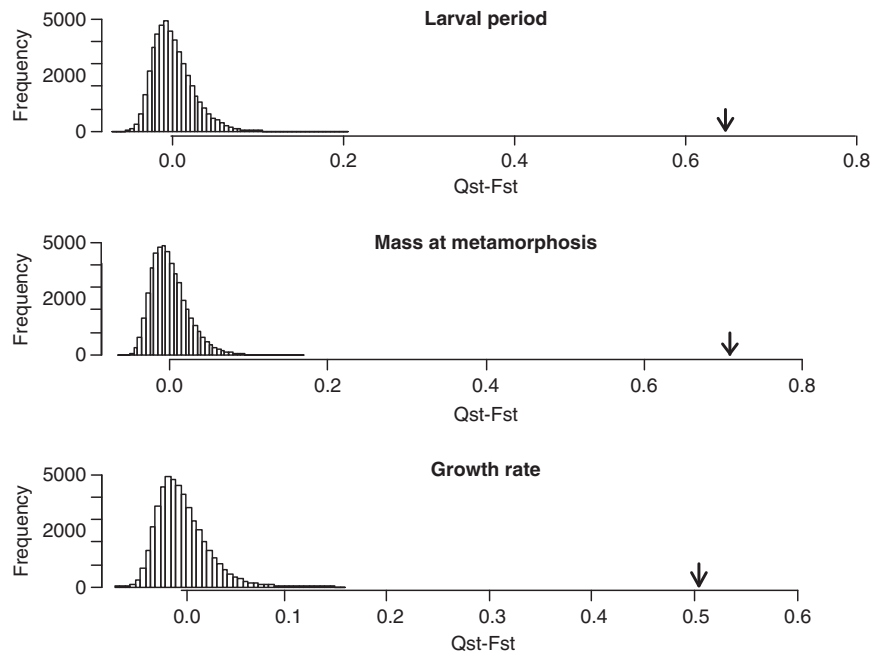 Larval period
Frequency
5000
2000
0
0.0 0.2 0.4 0.6 0.8
Qst-Fst
Mass at metamorphosis
Frequency
5000
2000
0
0.0 0.2 0.4 0.6 0.8
Qst-Fst
Growth rate
Frequency
5000
2000
0
0.0 0.1 0.2 0.3 0.4 0.5 0.6
Qst-Fst